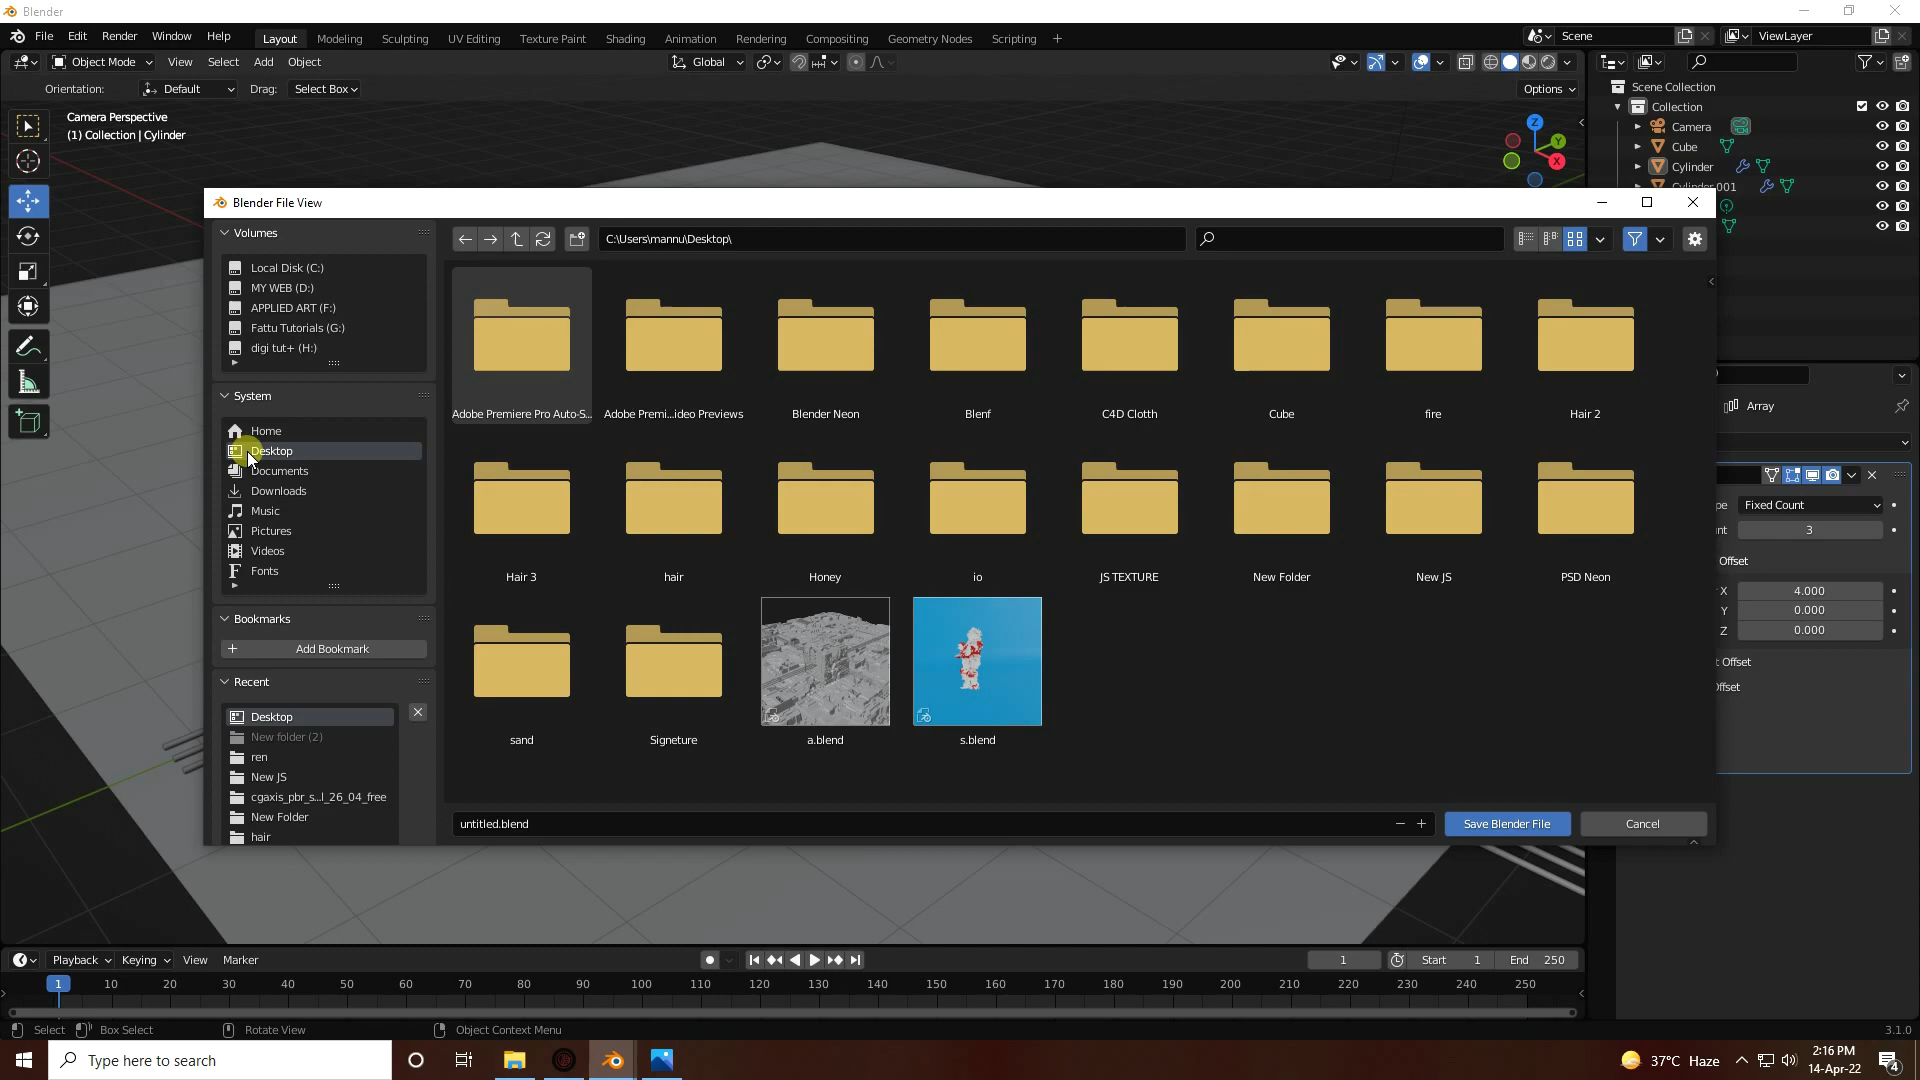 Blender
File Edit Render Window Help Layout Modeling Sculpting UV Editing Texture Paint Shading Animation Rendering Compositing Geometry Nodes Scripting + Scene ViewLayer
Object Mode View Select Add Object Global
Orientation: Default Drag: Select Box Options
Camera Perspective
(1) Collection | Cylinder
Z Y X
Scene Collection
Collection
Camera
Cube
Cylinder
Cylinder.001
Blender File View
Volumes
Local Disk (C:)
MY WEB (D:)
APPLIED ART (F:)
Fattu Tutorials (G:)
digi tut+ (H:)
System
Home
Desktop
Documents
Downloads
Music
Pictures
Videos
Fonts
Bookmarks
+ Add Bookmark
Recent
Desktop
New folder (2)
ren
New JS
cgaxis_pbr_s...l_26_04_free
New Folder
hair
C:\Users\mannu\Desktop\
Adobe Premiere Pro Auto-S... Adobe Premi...ideo Previews Blender Neon Blenf C4D Clotth Cube fire Hair 2
Hair 3 hair Honey io JS TEXTURE New Folder New JS PSD Neon
sand Signeture a.blend s.blend
untitled.blend Save Blender File Cancel
Array
Fixed Count
3
Offset
X 4.000
Y 0.000
Z 0.000
Playback Keying View Marker 1 Start 1 End 250
1 10 20 30 40 50 60 70 80 90 100 110 120 130 140 150 160 170 180 190 200 210 220 230 240 250
Select Box Select Rotate View Object Context Menu 3.1.0
Type here to search 37°C Haze 2:16 PM
14-Apr-22 4